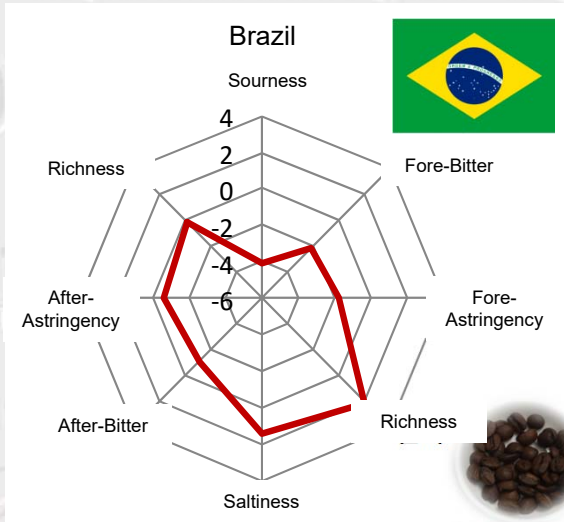 Brazil
Sourness
4
2
0
-2
-4
-6
Richness
Fore-Bitter
After-
Astringency
Fore-
Astringency
After-Bitter
Richness
Saltiness